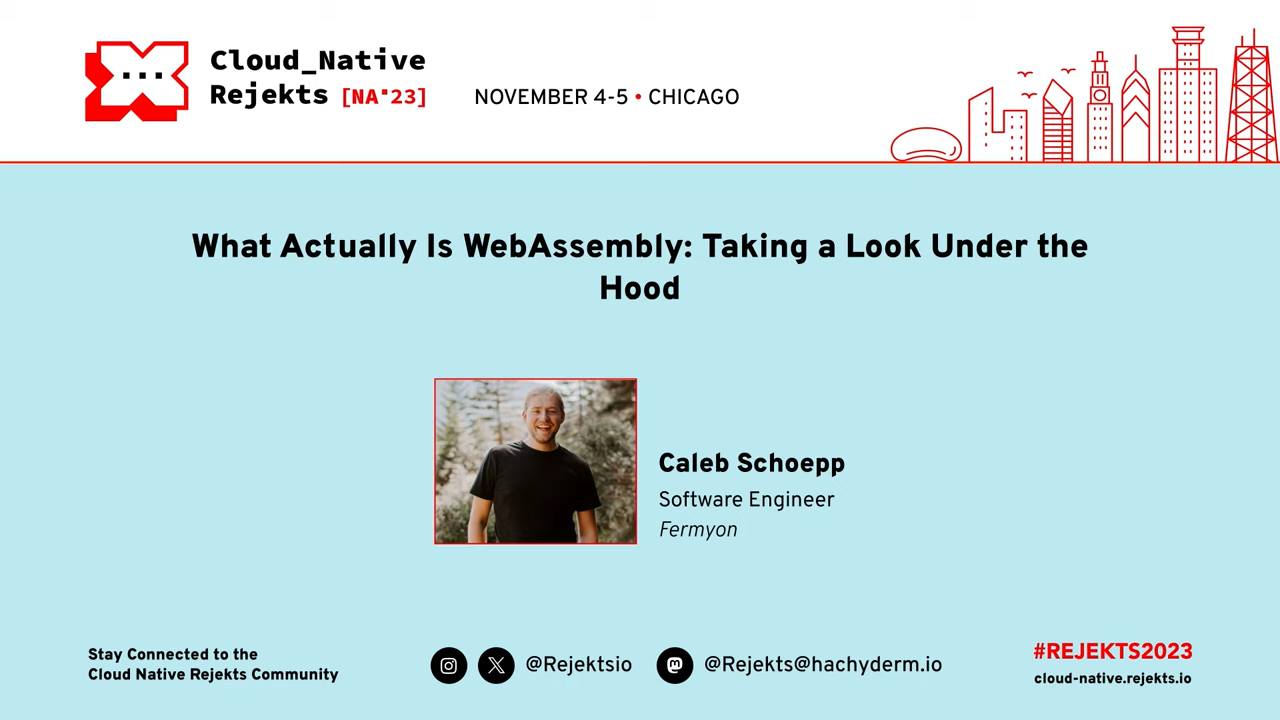 Cloud_Native
Rejekts [NA'23]
NOVEMBER 4-5 • CHICAGO
What Actually Is WebAssembly: Taking a Look Under the
Hood
Caleb Schoepp
Software Engineer
Fermyon
Stay Connected to the
Cloud Native Rejekts Community
@Rejektsio
@Rejekts@hachyderm.io
#REJEKTS2023
cloud-native.rejekts.io